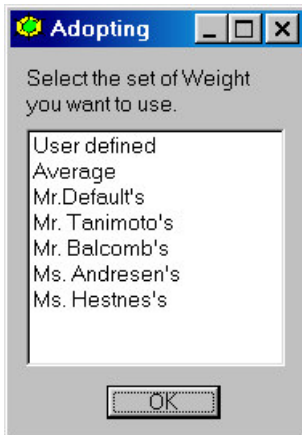 Adopting
Select the set of Weight
you want to use.
User defined
Average
Mr.Default's
Mr. Tanimoto's
Mr. Balcomb's
Ms. Andresen's
Ms. Hestnes's
OK